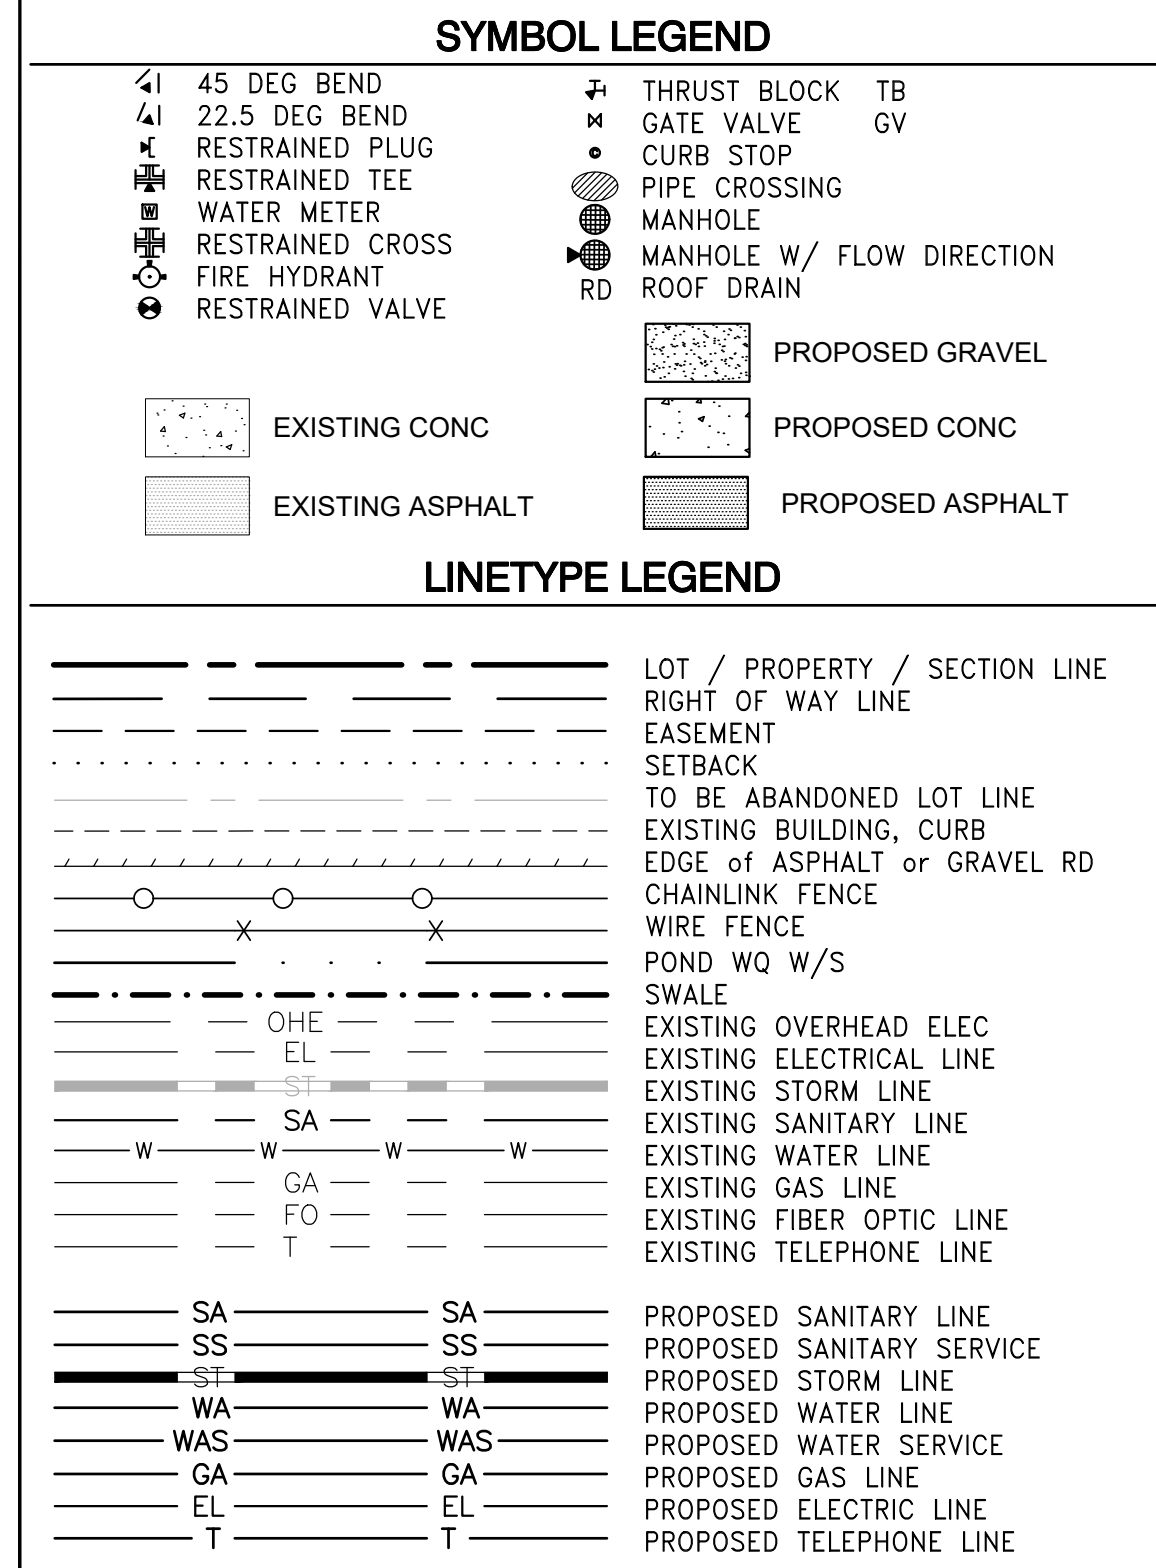 SYMBOL LEGEND
45 DEG BEND
22.5 DEG BEND
RESTRAINED PLUG
RESTRAINED TEE
W WATER METER
RESTRAINED CROSS
FIRE HYDRANT
RESTRAINED VALVE
THRUST BLOCK TB
GATE VALVE GV
CURB STOP
PIPE CROSSING
MANHOLE
MANHOLE W/ FLOW DIRECTION
RD ROOF DRAIN
PROPOSED GRAVEL
EXISTING CONC
PROPOSED CONC
EXISTING ASPHALT
PROPOSED ASPHALT
LINETYPE LEGEND
LOT / PROPERTY / SECTION LINE
RIGHT OF WAY LINE
EASEMENT
SETBACK
TO BE ABANDONED LOT LINE
EXISTING BUILDING, CURB
EDGE of ASPHALT or GRAVEL RD
CHAINLINK FENCE
X X WIRE FENCE
POND WQ W/S
SWALE
OHE EXISTING OVERHEAD ELEC
EL EXISTING ELECTRICAL LINE
ST EXISTING STORM LINE
SA EXISTING SANITARY LINE
W W W W EXISTING WATER LINE
GA EXISTING GAS LINE
FO EXISTING FIBER OPTIC LINE
T EXISTING TELEPHONE LINE
SA SA PROPOSED SANITARY LINE
SS SS PROPOSED SANITARY SERVICE
ST ST PROPOSED STORM LINE
WA WA PROPOSED WATER LINE
WAS WAS PROPOSED WATER SERVICE
GA GA PROPOSED GAS LINE
EL EL PROPOSED ELECTRIC LINE
T T PROPOSED TELEPHONE LINE